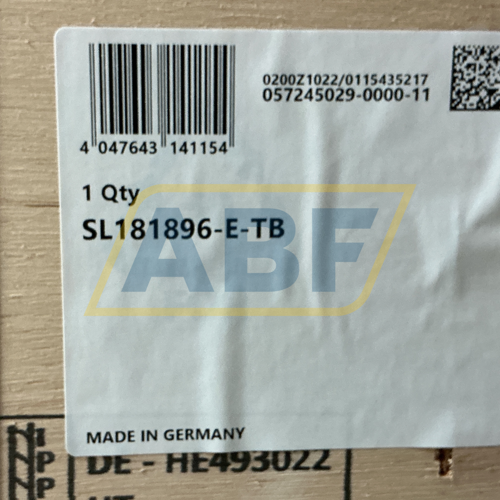 0200Z1022/0115435217
057245029-0000-11
4 047643 141154
1 Qty
SL181896-E-TB
ABF
MADE IN GERMANY
DE - HE493022